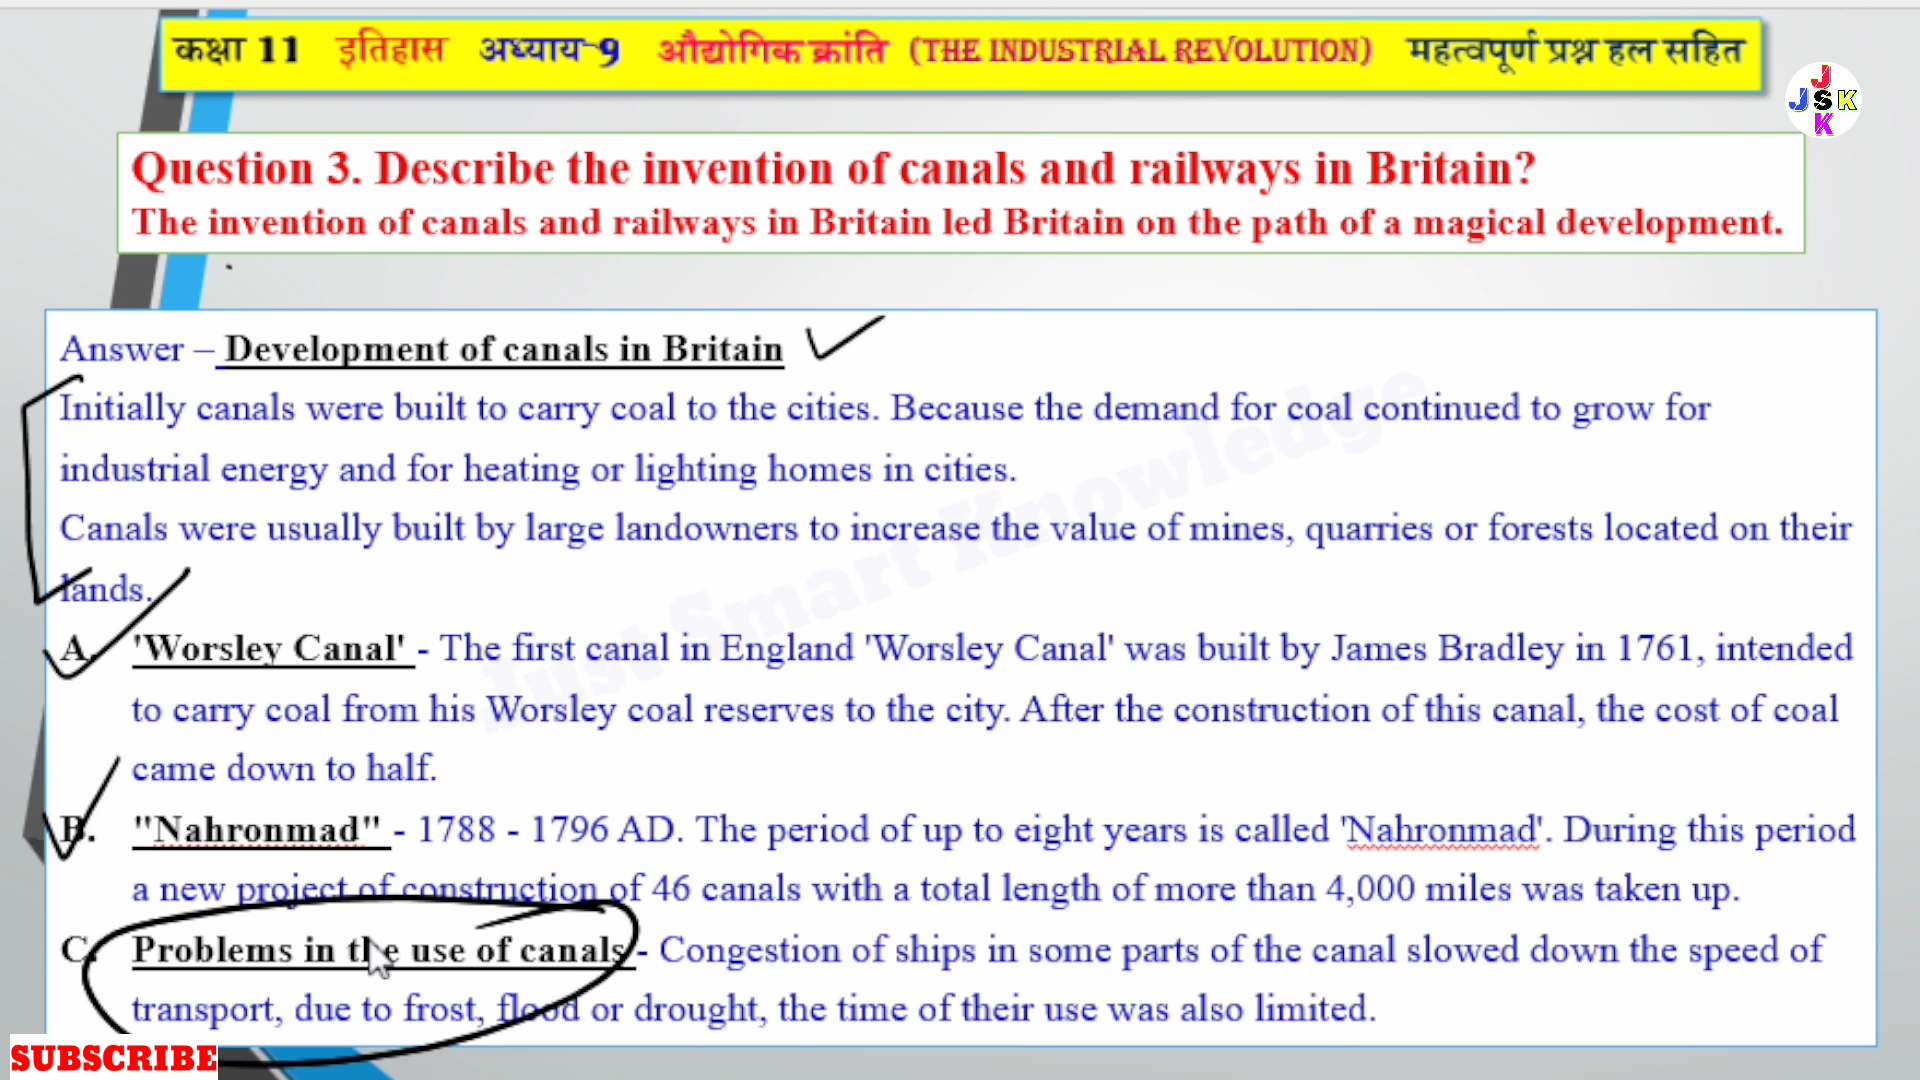 कक्षा 11 इतिहास अध्याय-9 औद्योगिक क्रांति (THE INDUSTRIAL REVOLUTION) महत्वपूर्ण प्रश्न हल सहित
J
J S K
K
Question 3. Describe the invention of canals and railways in Britain?
The invention of canals and railways in Britain led Britain on the path of a magical development.
Answer – Development of canals in Britain
Initially canals were built to carry coal to the cities. Because the demand for coal continued to grow for
industrial energy and for heating or lighting homes in cities.
Canals were usually built by large landowners to increase the value of mines, quarries or forests located on their
lands.
A. 'Worsley Canal' - The first canal in England 'Worsley Canal' was built by James Bradley in 1761, intended
to carry coal from his Worsley coal reserves to the city. After the construction of this canal, the cost of coal
came down to half.
B. "Nahronmad" - 1788 - 1796 AD. The period of up to eight years is called 'Nahronmad'. During this period
a new project of construction of 46 canals with a total length of more than 4,000 miles was taken up.
C. Problems in the use of canals - Congestion of ships in some parts of the canal slowed down the speed of
transport, due to frost, flood or drought, the time of their use was also limited.
Just Smart Knowledge
SUBSCRIBE